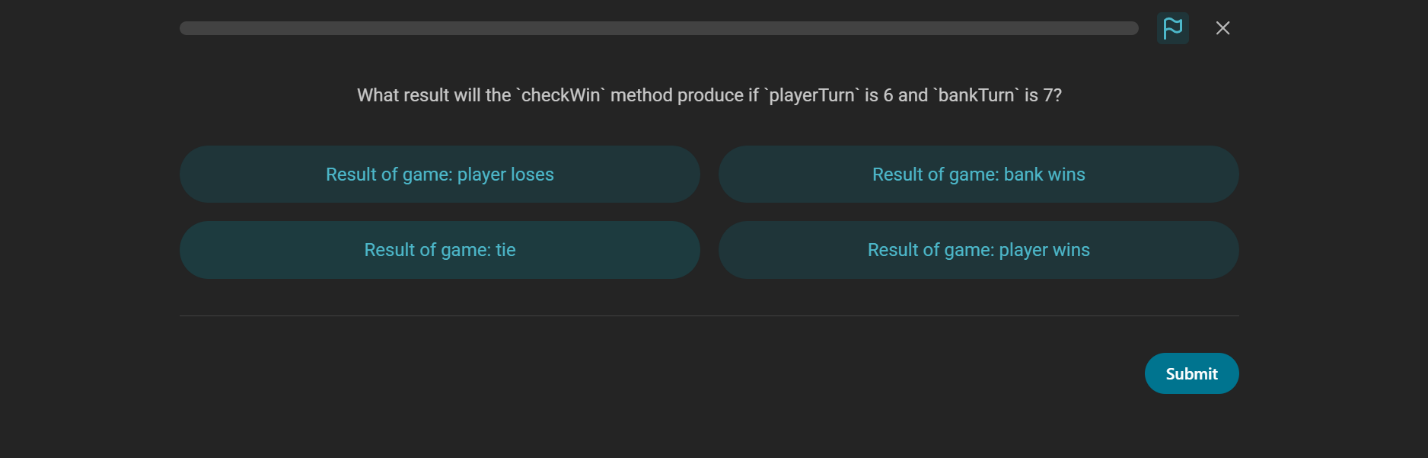 What result will the `checkWin` method produce if `playerTurn` is 6 and `bankTurn` is 7?
Result of game: player loses
Result of game: bank wins
Result of game: tie
Result of game: player wins
Submit